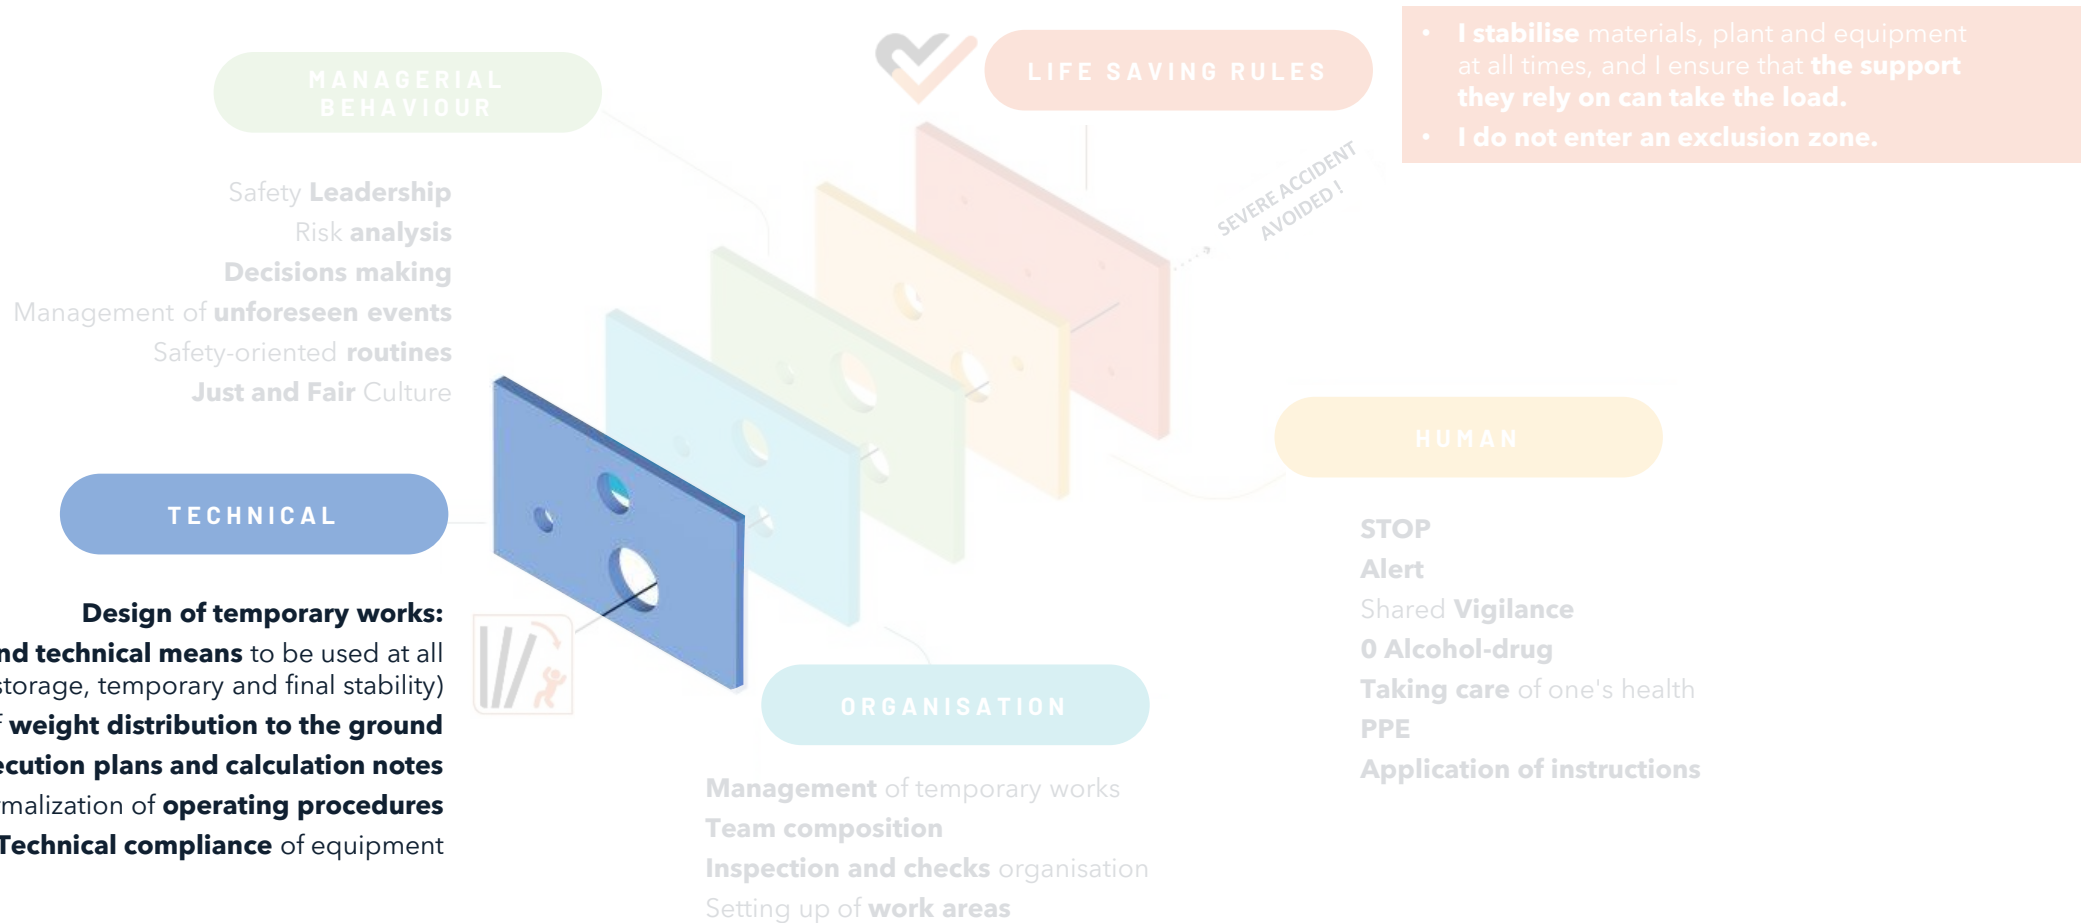 MANAGERIAL
BEHAVIOUR
Safety Leadership
Risk analysis
Decisions making
Management of unforeseen events
Safety-oriented routines
Just and Fair Culture
LIFE SAVING RULES
• I stabilise materials, plant and equipment
at all times, and I ensure that the support
they rely on can take the load.
• I do not enter an exclusion zone.
SEVERE ACCIDENT
AVOIDED !
TECHNICAL
Design of temporary works:
technical means to be used at all
storage, temporary and final stability)
weight distribution to the ground
plans and calculation notes
of operating procedures
Technical compliance of equipment
ORGANISATION
Management of temporary works
Team composition
Inspection and checks organisation
Setting up of work areas
HUMAN
STOP
Alert
Shared Vigilance
0 Alcohol-drug
Taking care of one's health
PPE
Application of instructions